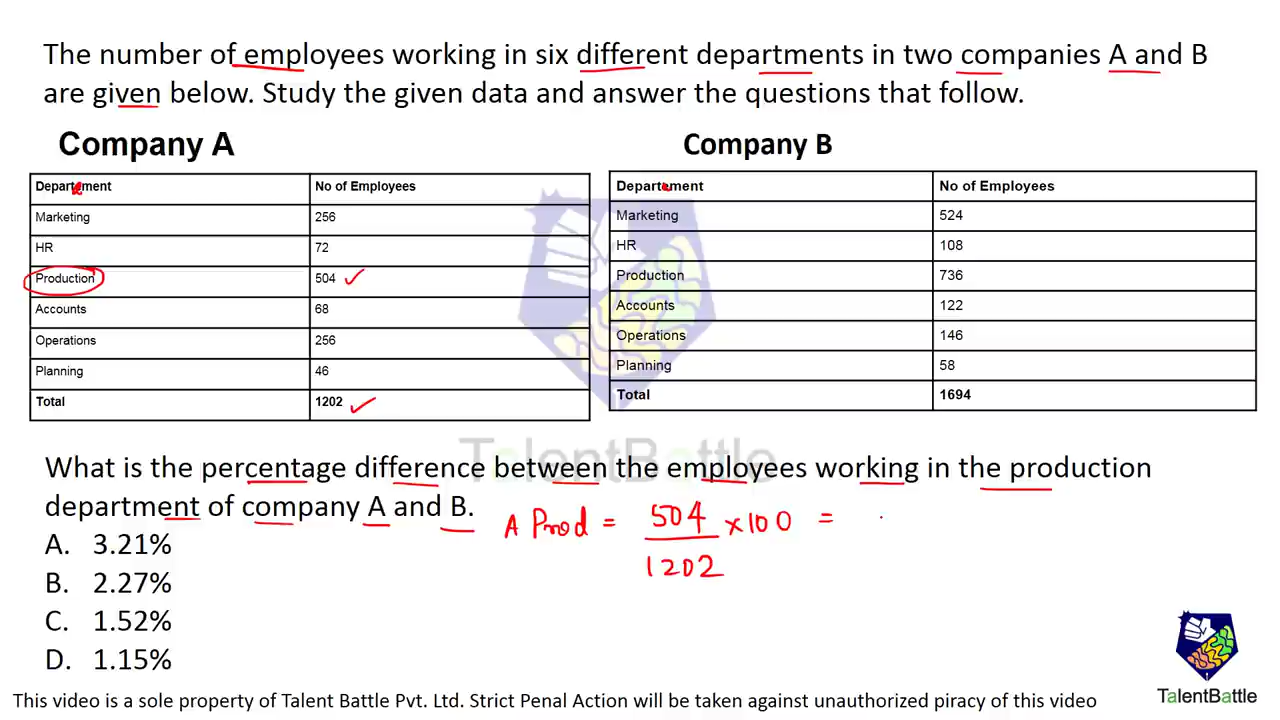 The number of employees working in six different departments in two companies A and B
are given below. Study the given data and answer the questions that follow.
Company A
Company B
Department No of Employees
Marketing 256
HR 72
Production 504
Accounts 68
Operations 256
Planning 46
Total 1202
No of Employees
Marketing 524
HR 108
Production 736
Accounts 122
Operations 146
Planning 58
Total 1694
TalentBattle
What is the percentage difference between the employees working in the production
department of company A and B.
A Prod = 504/1202 ×100 =
A. 3.21%
B. 2.27%
C. 1.52%
D. 1.15%
TalentBattle
This video is a sole property of Talent Battle Pvt. Ltd. Strict Penal Action will be taken against unauthorized piracy of this video